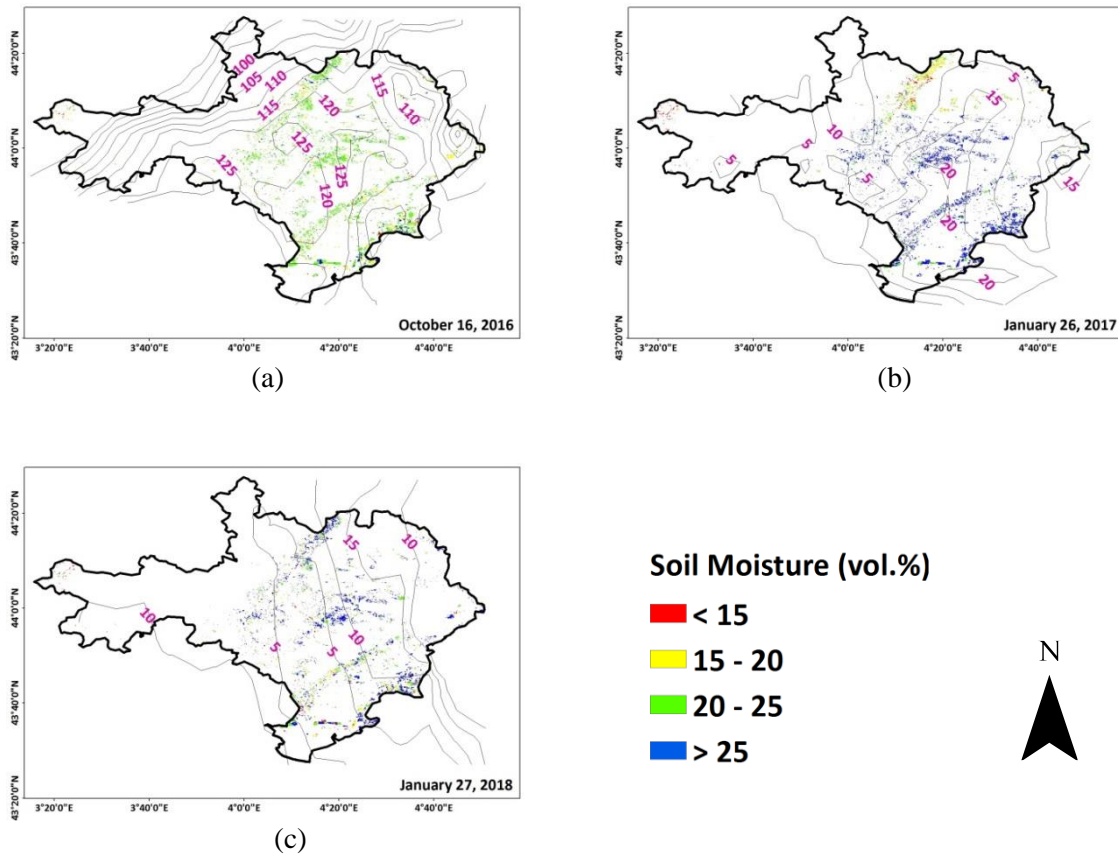 44°20'0"N
44°0'0"N
43°40'0"N
43°20'0"N
100
105
110
115
120
115
110
125
125
125
120
October 16, 2016
3°20'0"E 3°40'0"E 4°0'0"E 4°20'0"E 4°40'0"E
(a)
44°20'0"N
44°0'0"N
43°40'0"N
43°20'0"N
5
15
10
5
5
5
20
15
20
20
January 26, 2017
3°20'0"E 3°40'0"E 4°0'0"E 4°20'0"E 4°40'0"E
(b)
44°20'0"N
44°0'0"N
43°40'0"N
43°20'0"N
15
10
10
5
5
10
January 27, 2018
3°20'0"E 3°40'0"E 4°0'0"E 4°20'0"E 4°40'0"E
(c)
Soil Moisture (vol.%)
< 15
15 - 20
20 - 25
> 25
N